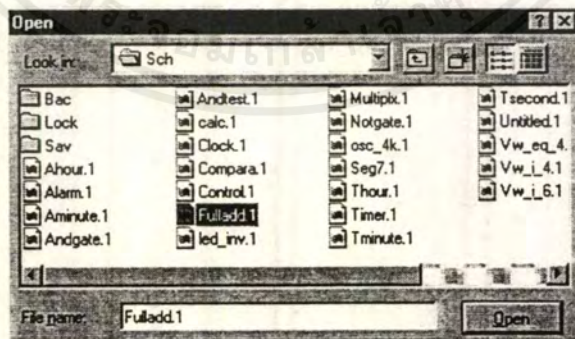 Open
Look in: Sch
Bac Andtest.1 Multiplx.1 Tsecond.1
Lock calc.1 Notgate.1 Untitled.1
Sav Clock.1 osc_4k.1 Vw_eq_4.
Ahour.1 Compara.1 Seg7.1 Vw_i_4.1
Alarm.1 Control.1 Thour.1 Vw_i_6.1
Aminute.1 Fulladd.1 Timer.1
Andgate.1 led_inv.1 Tminute.1
File name: Fulladd.1 Open